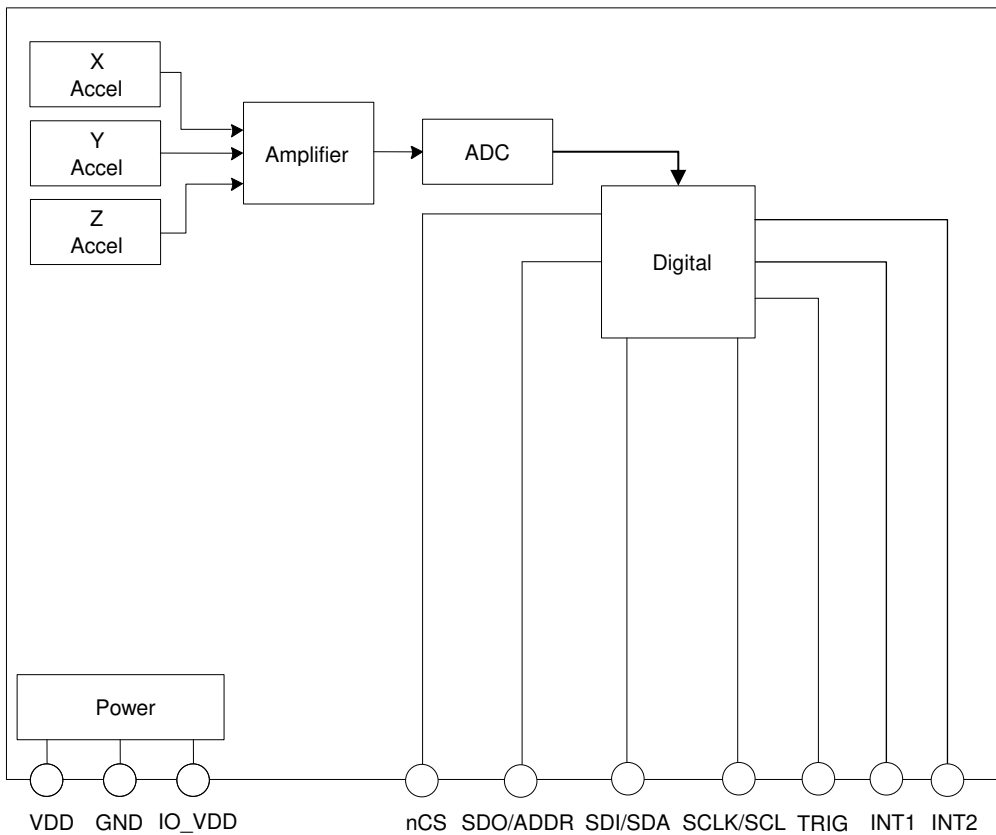 X
Accel
Y
Accel
Z
Accel
Amplifier
ADC
Digital
Power
VDD
GND
IO_VDD
nCS
SDO/ADDR
SDI/SDA
SCLK/SCL
TRIG
INT1
INT2